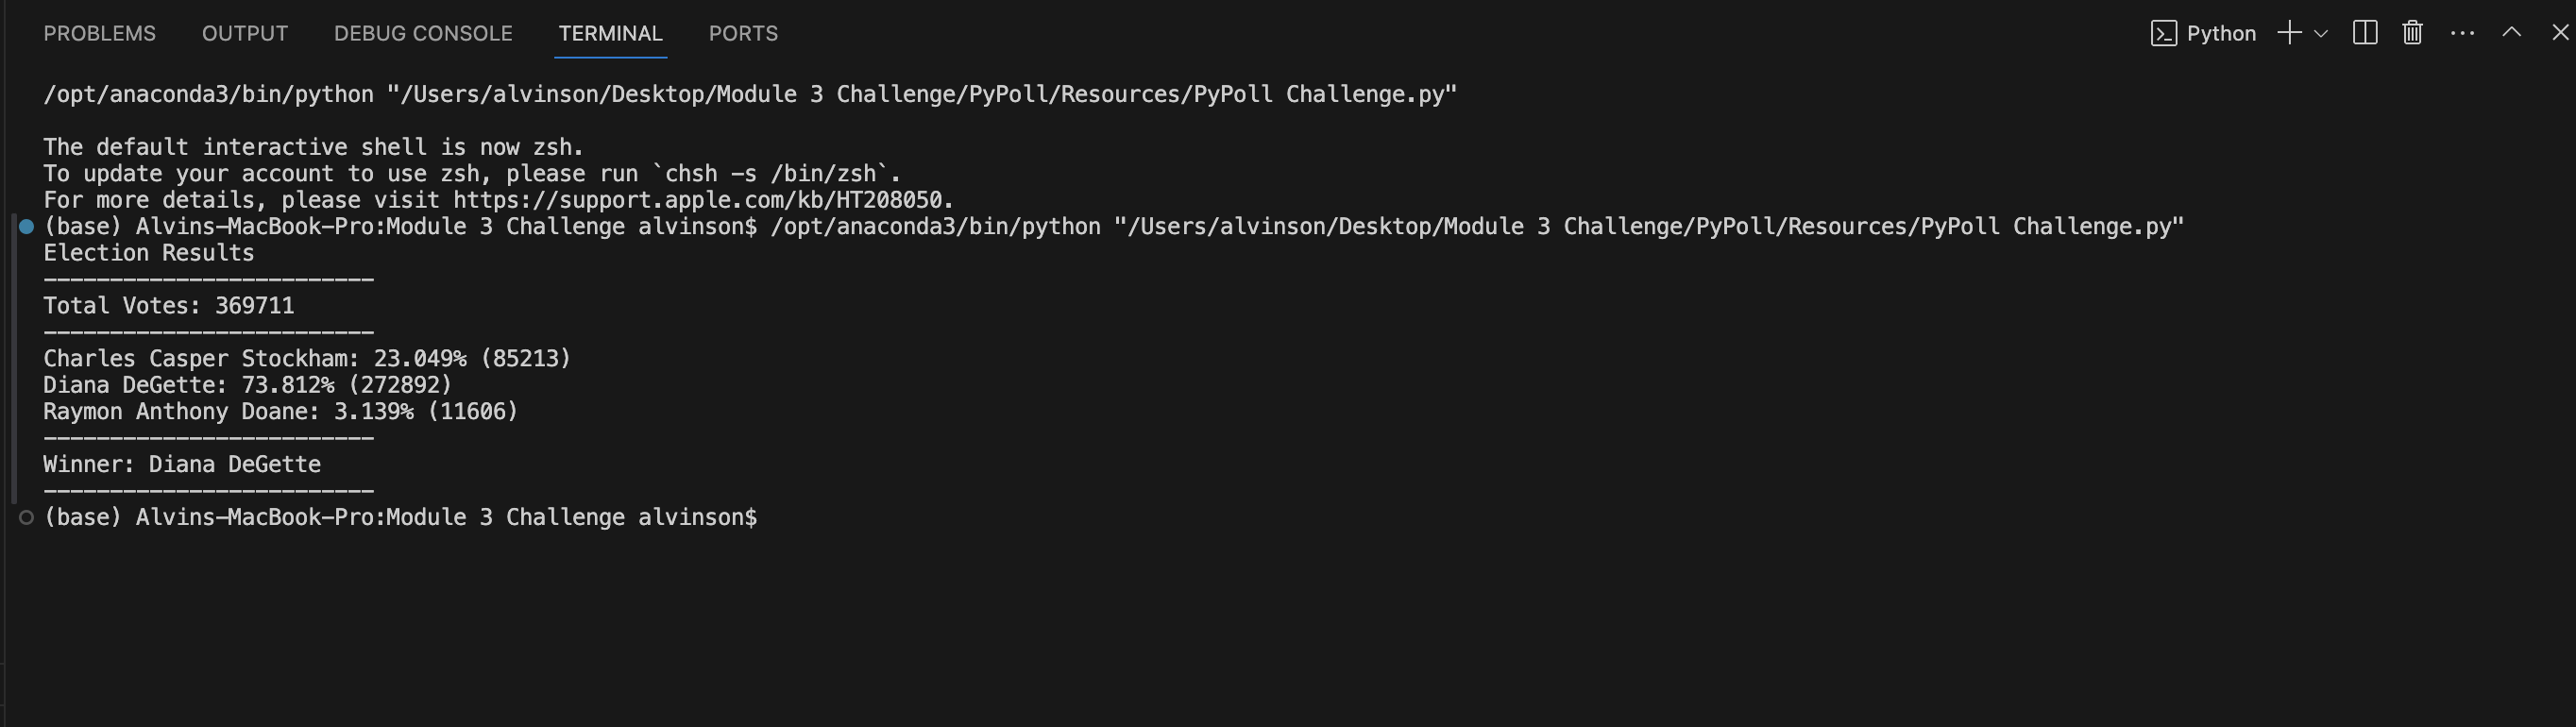 PROBLEMS OUTPUT DEBUG CONSOLE TERMINAL PORTS Python
/opt/anaconda3/bin/python "/Users/alvinson/Desktop/Module 3 Challenge/PyPoll/Resources/PyPoll Challenge.py"
The default interactive shell is now zsh.
To update your account to use zsh, please run `chsh -s /bin/zsh`.
For more details, please visit https://support.apple.com/kb/HT208050.
(base) Alvins-MacBook-Pro:Module 3 Challenge alvinson$ /opt/anaconda3/bin/python "/Users/alvinson/Desktop/Module 3 Challenge/PyPoll/Resources/PyPoll Challenge.py"
Election Results
-------------------------
Total Votes: 369711
-------------------------
Charles Casper Stockham: 23.049% (85213)
Diana DeGette: 73.812% (272892)
Raymon Anthony Doane: 3.139% (11606)
-------------------------
Winner: Diana DeGette
-------------------------
(base) Alvins-MacBook-Pro:Module 3 Challenge alvinson$